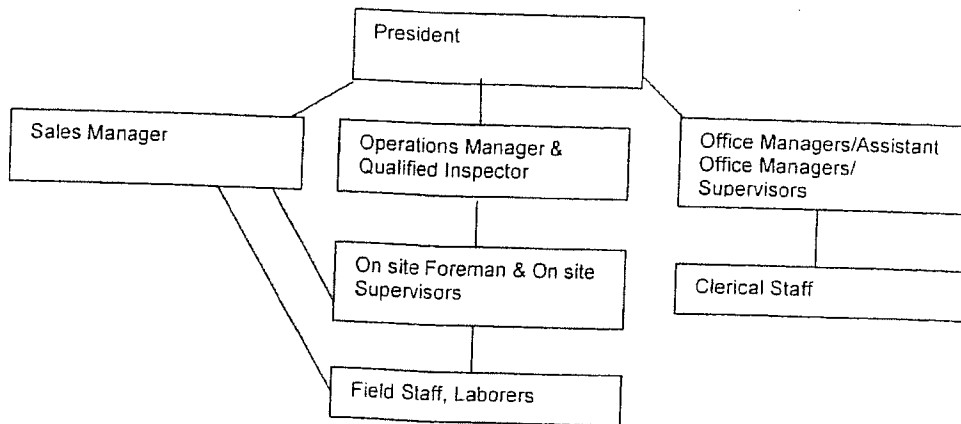 President
Sales Manager
Operations Manager &
Qualified Inspector
Office Managers/Assistant
Office Managers/
Supervisors
On site Foreman & On site
Supervisors
Clerical Staff
Field Staff, Laborers